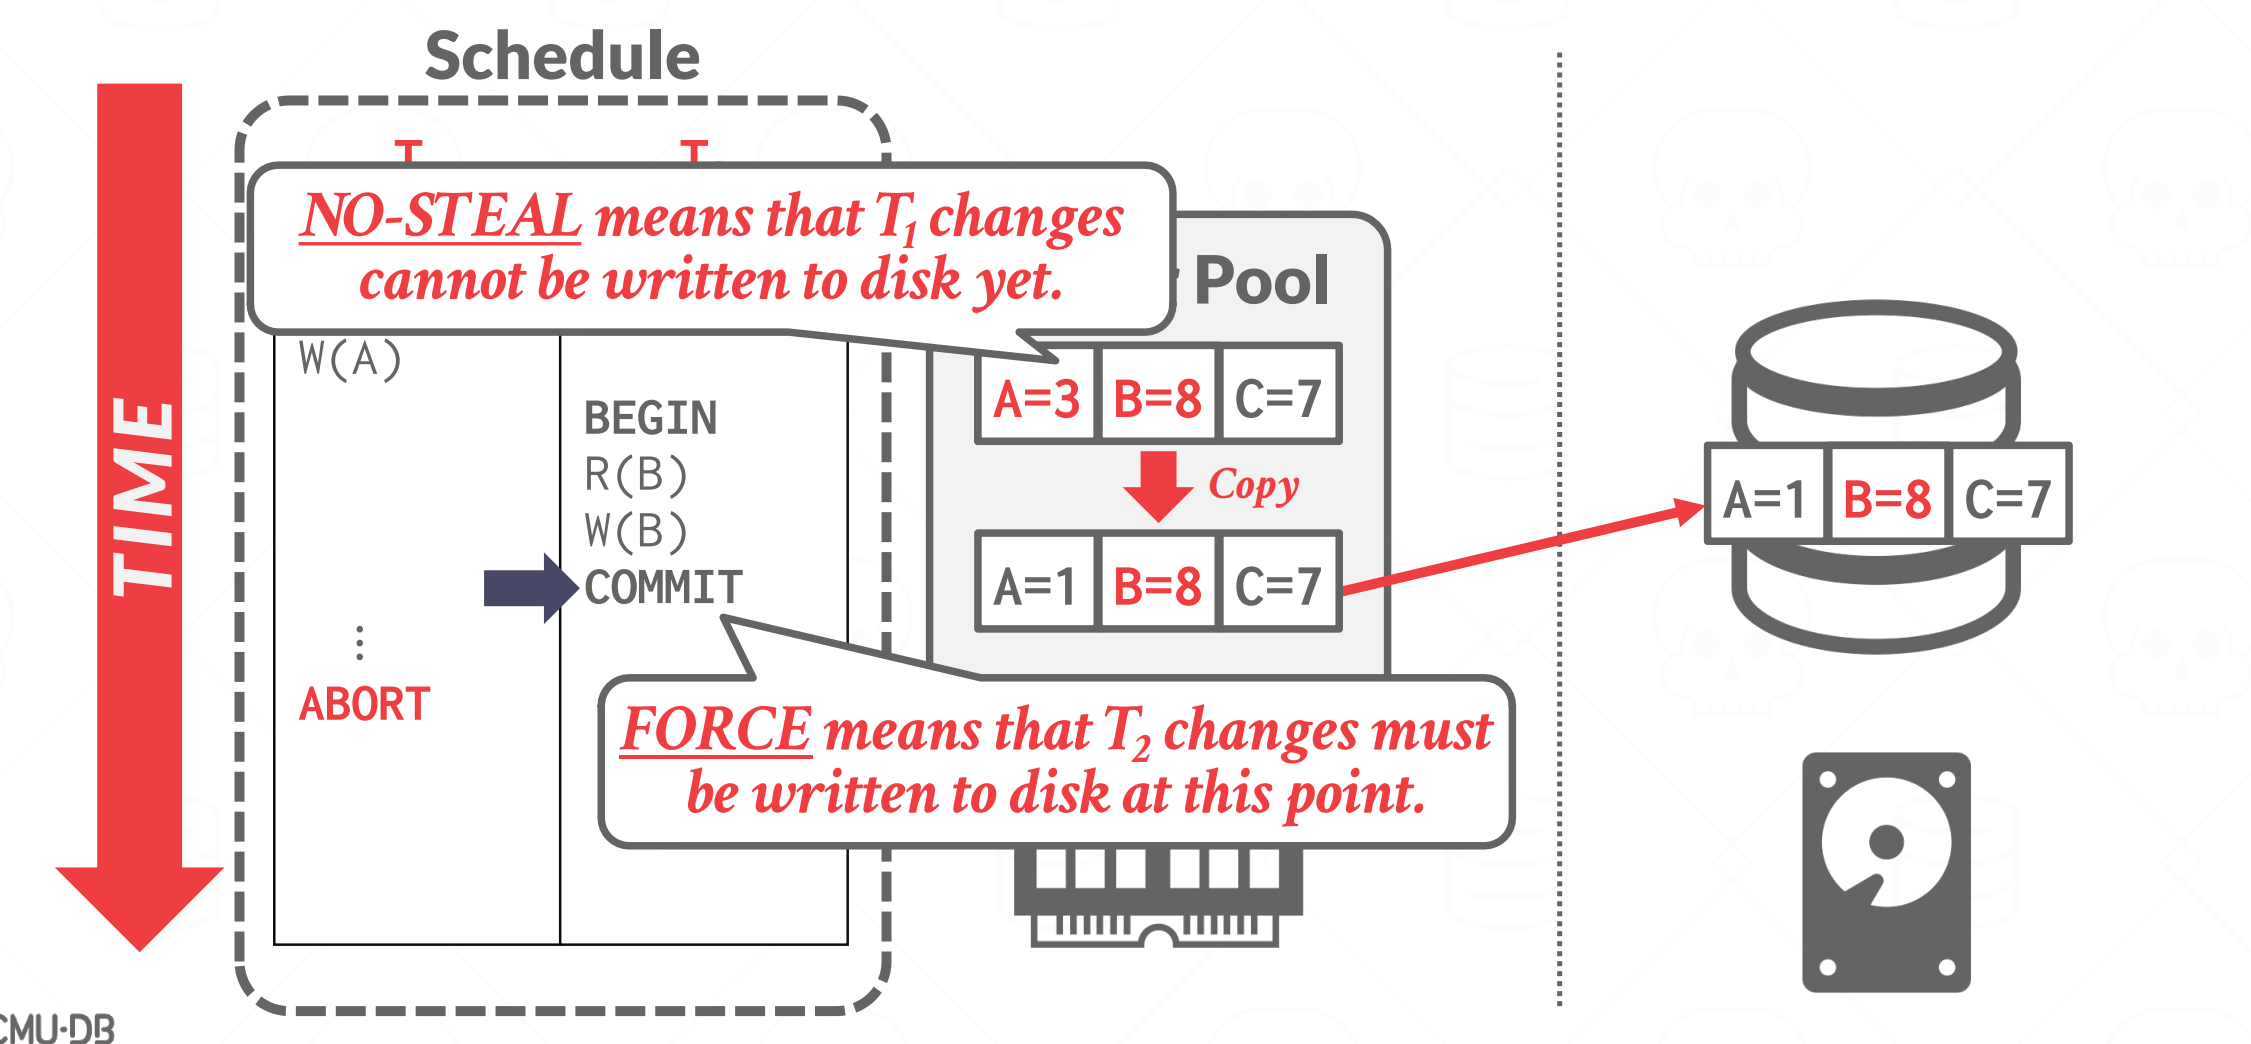 Schedule
TIME
NO-STEAL means that T1 changes
cannot be written to disk yet.
Pool
W(A)
A=3 B=8 C=7
BEGIN
R(B)
Copy
W(B)
COMMIT
A=1 B=8 C=7
A=1 B=8 C=7
⋮
ABORT
FORCE means that T2 changes must
be written to disk at this point.
CMU·DB